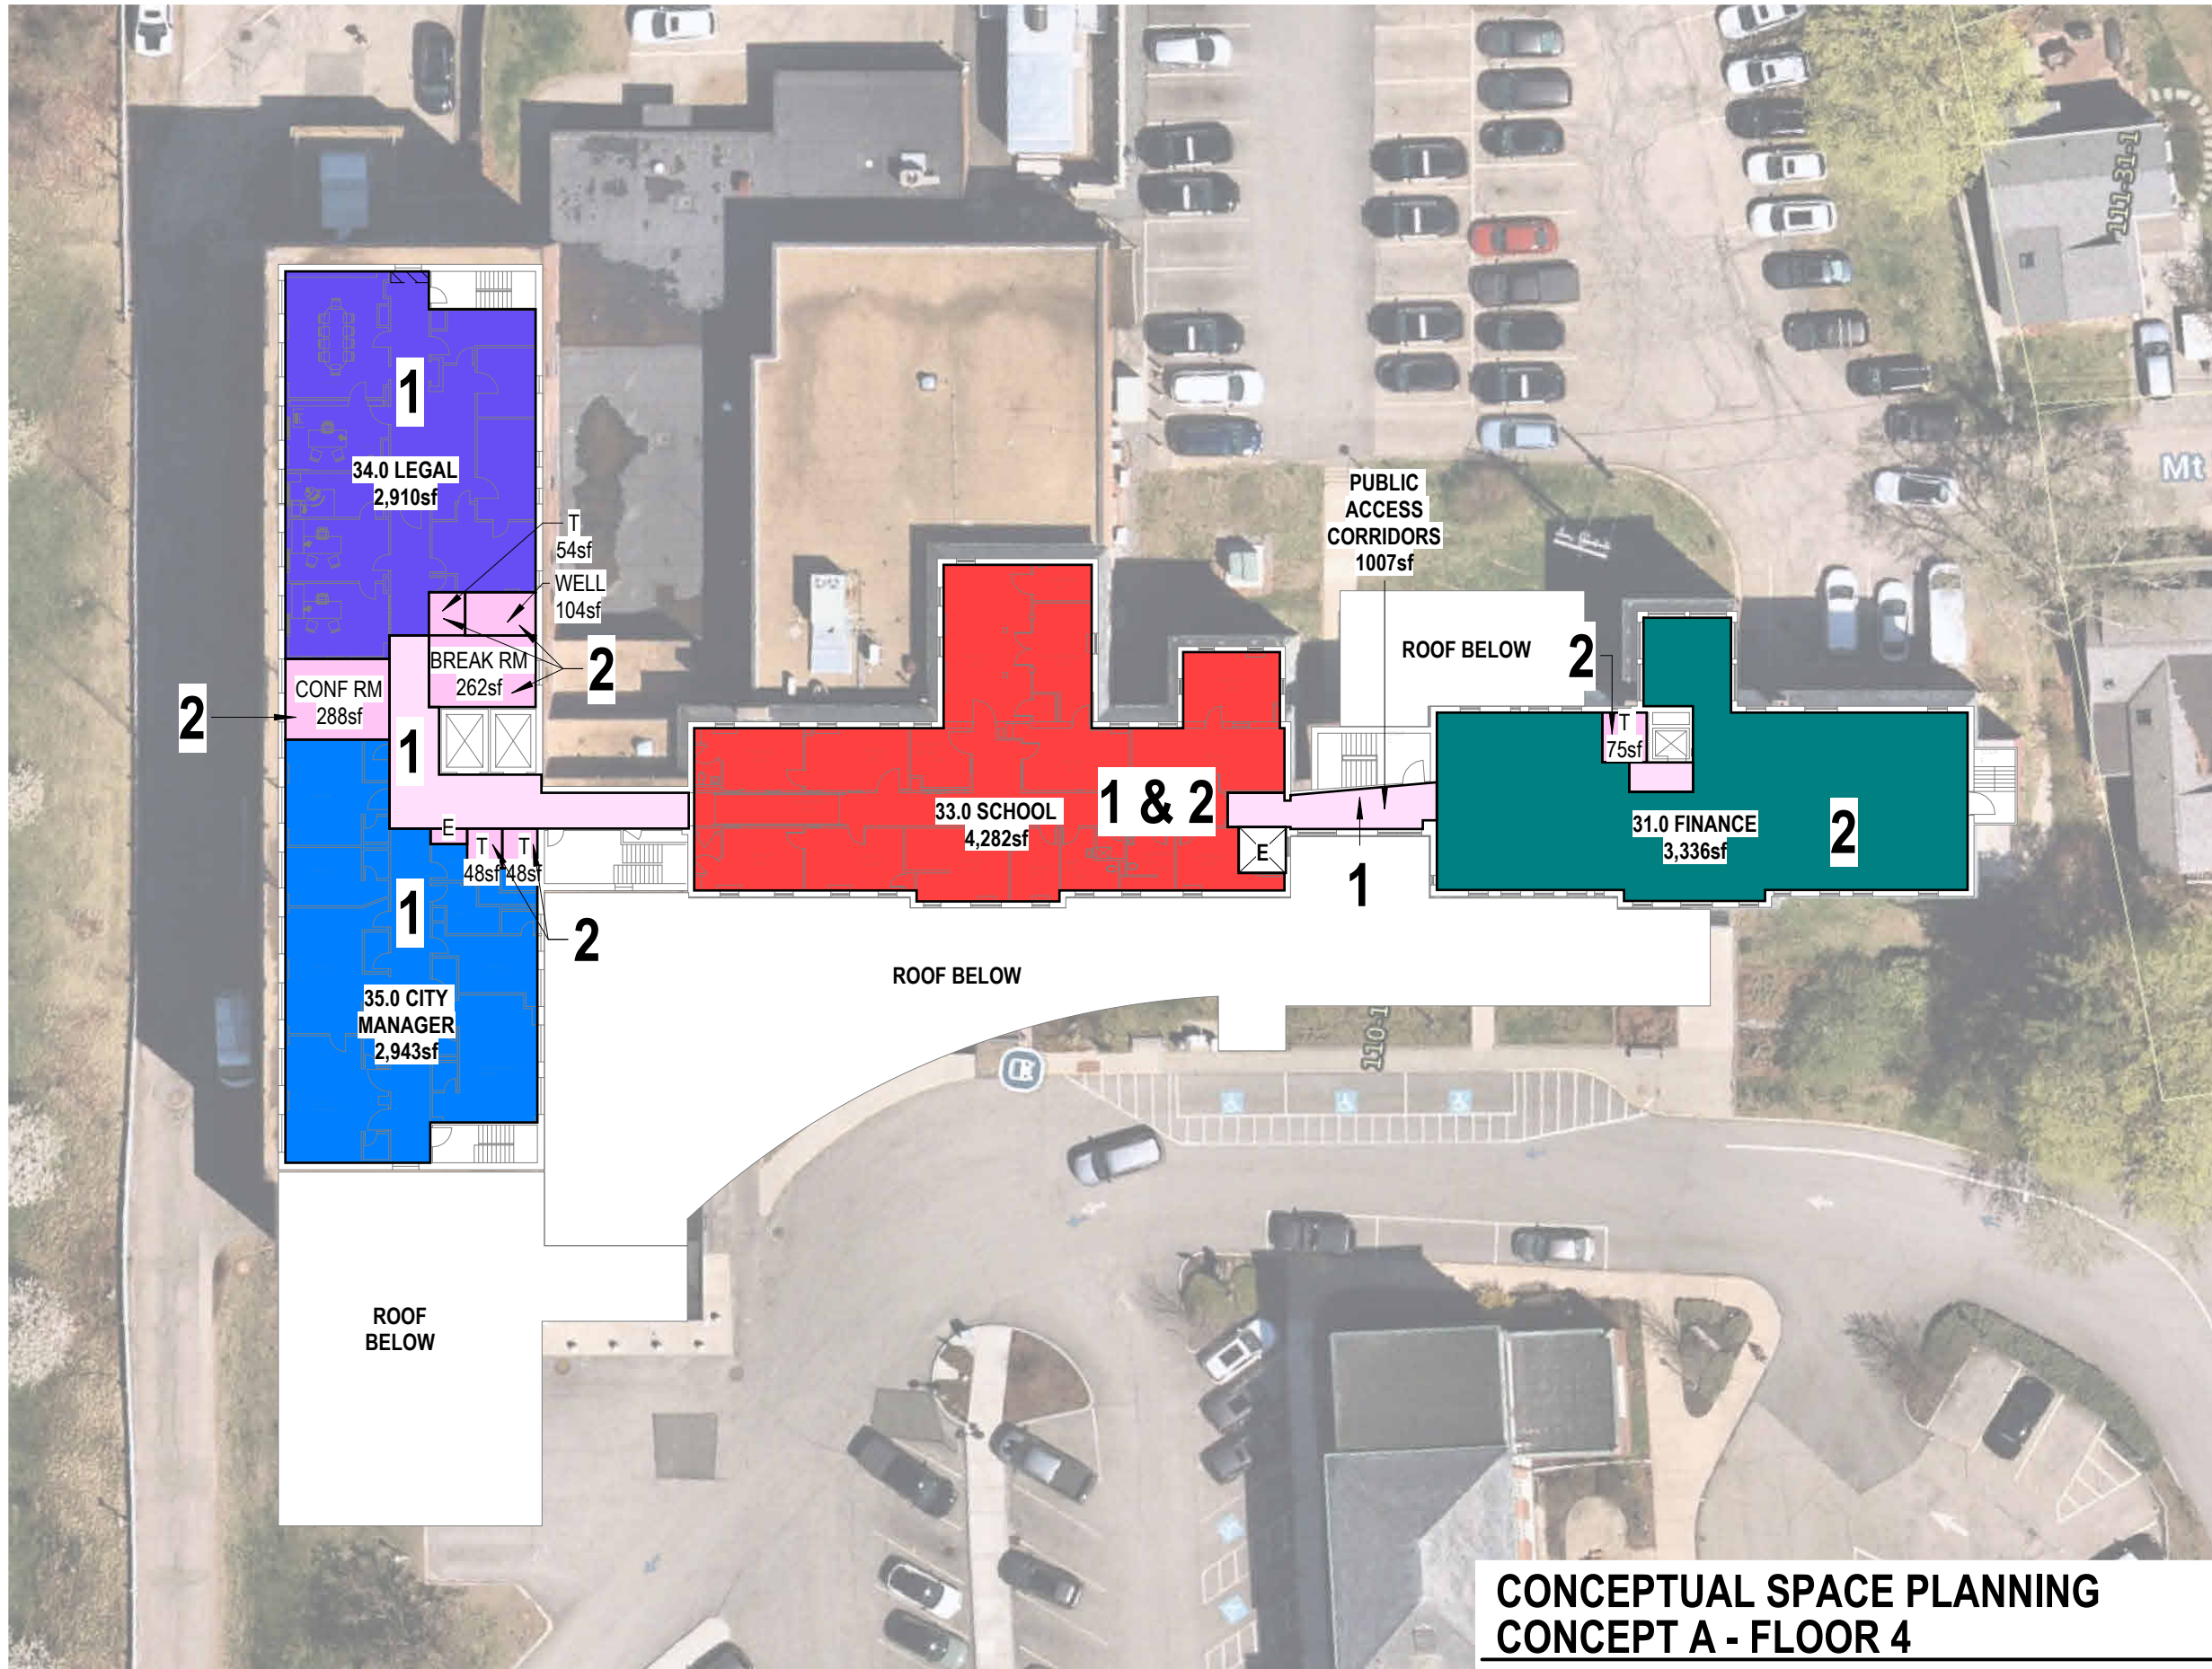 111-31-1
1
Mt
34.0 LEGAL
2,910sf
PUBLIC
ACCESS
CORRIDORS
1007sf
T
54sf
WELL
104sf
2
BREAK RM
262sf
2
CONF RM
288sf
1
ROOF BELOW
2
T
75sf
33.0 SCHOOL
4,282sf
1 & 2
31.0 FINANCE
3,336sf
2
E
T
48sf
T
48sf
E
1
1
2
35.0 CITY
MANAGER
2,943sf
ROOF BELOW
110-1
ROOF
BELOW
CONCEPTUAL SPACE PLANNING
CONCEPT A - FLOOR 4